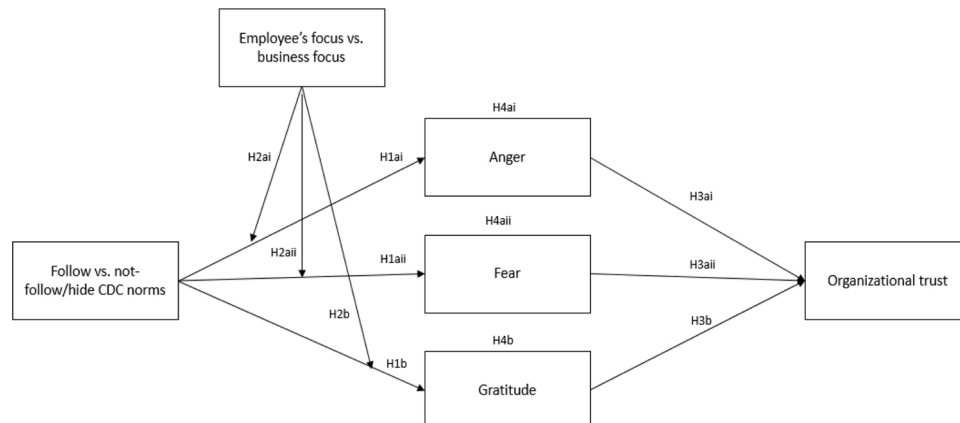 Employee's focus vs.
business focus
H4ai
H2ai
H1ai
Anger
H3ai
H4aii
H2aii
H1aii
Fear
H3aii
Follow vs. not-
follow/hide CDC norms
Organizational trust
H2b
H3b
H4b
H1b
Gratitude